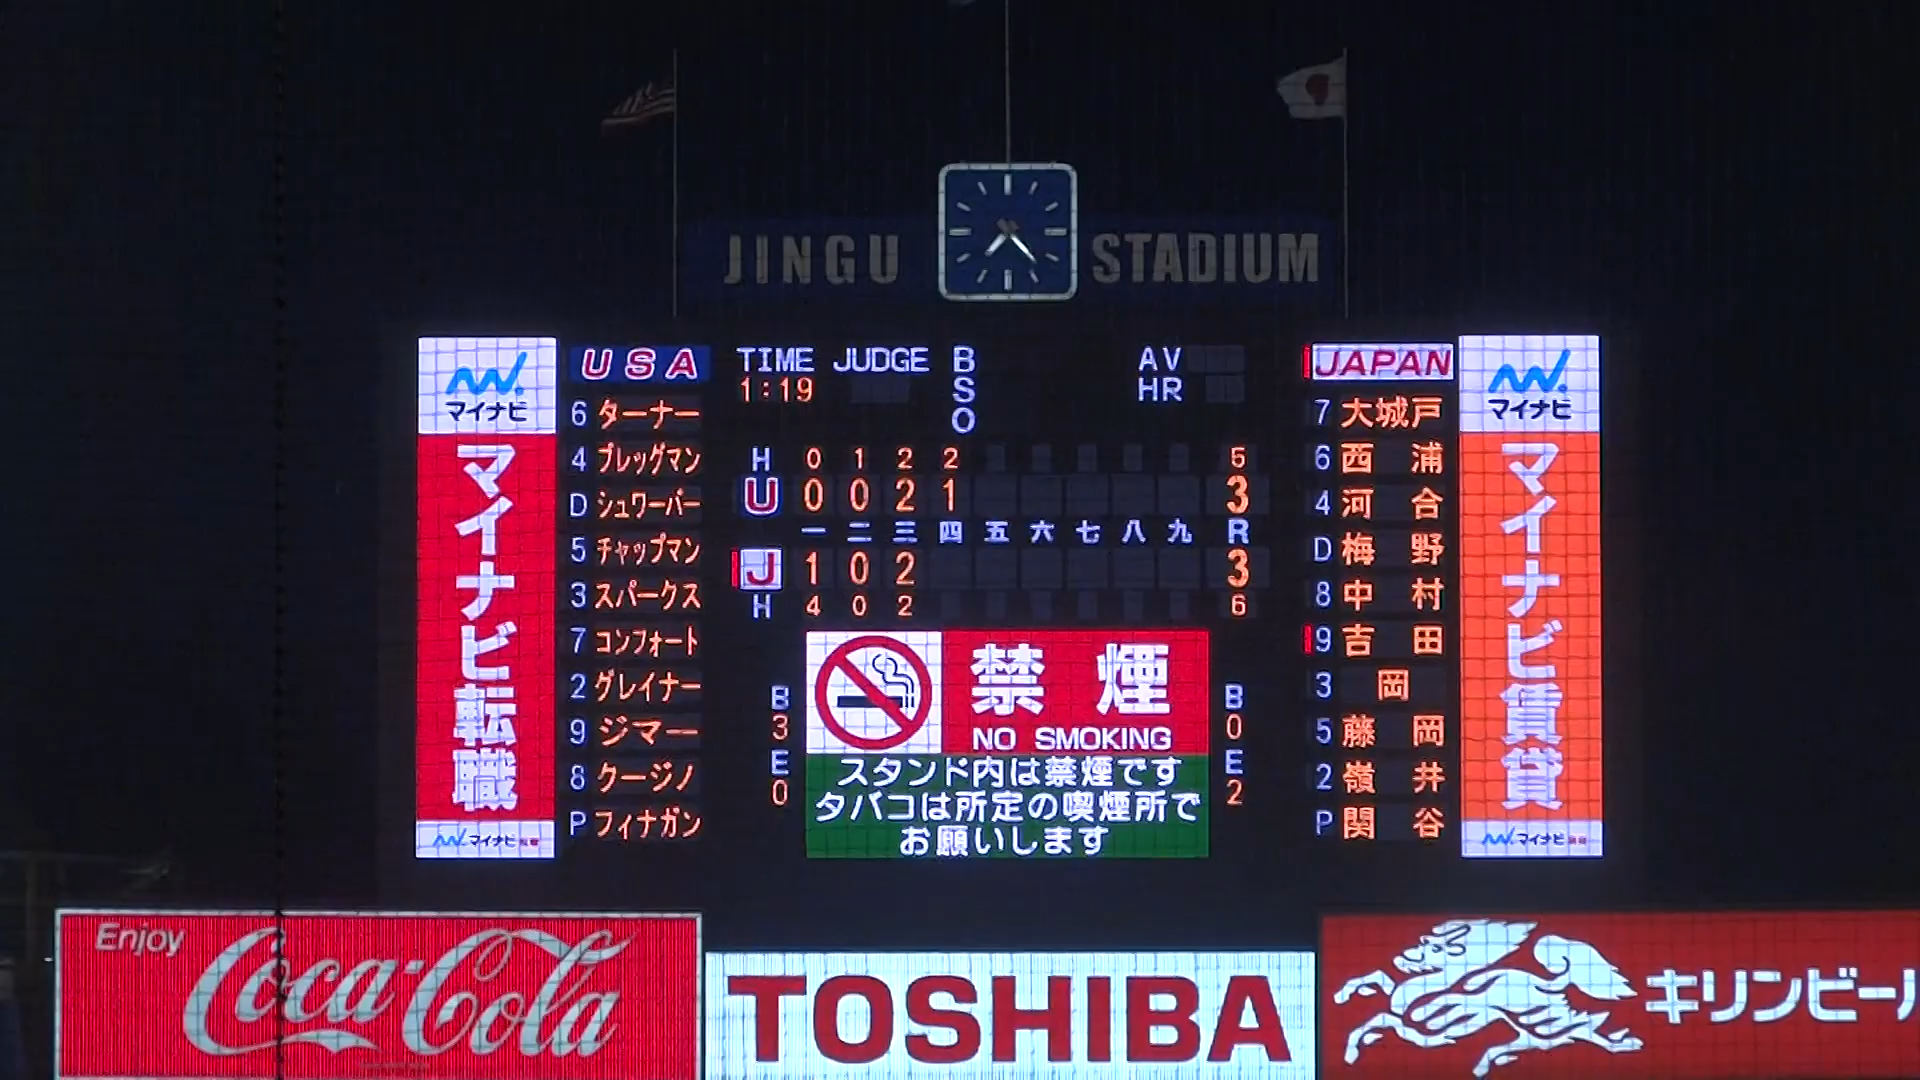 JINGU STADIUM
マイナビ
マイナビ転職
マイナビ
USA
6 ターナー
4 ブレッグマン
D シュワーバー
5 チャップマン
3 スパークス
7 コンフォート
2 グレイナー
9 ジマー
8 クージノ
P フィナガン
TIME JUDGE
1:19
B
S
O
AV
HR
H 0 1 2 2 5
U 0 0 2 1 3
一 二 三 四 五 六 七 八 九 R
J 1 0 2 3
H 4 0 2 6
B
3
E
0
禁煙
NO SMOKING
スタンド内は禁煙です
タバコは所定の喫煙所で
お願いします
B
0
E
2
JAPAN
7 大城戸
6 西浦
4 河合
D 梅野
8 中村
9 吉田
3 岡
5 藤岡
2 嶺井
P 関谷
マイナビ
マイナビ賃貸
マイナビ
Enjoy
Coca-Cola
TOSHIBA
キリンビール